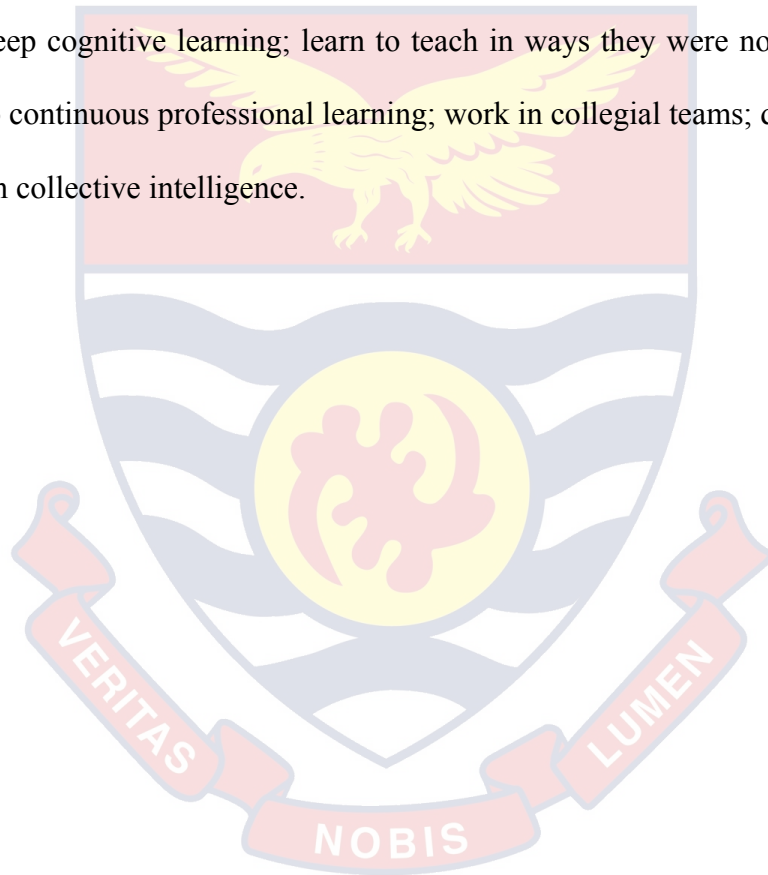 eep cognitive learning; learn to teach in ways they were no
continuous professional learning; work in collegial teams; 
collective intelligence.
VERITAS
NOBIS
LUMEN